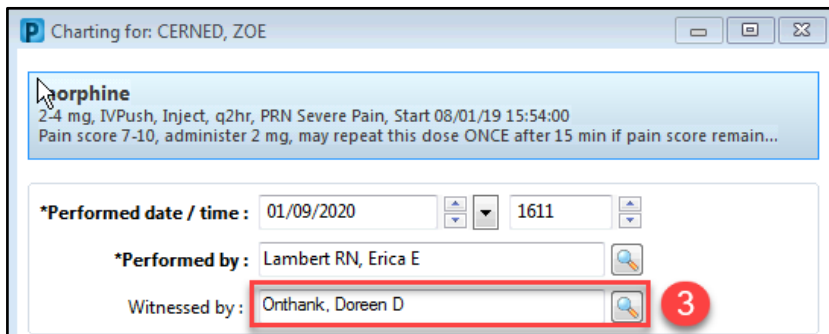 P Charting for: CERNED, ZOE
morphine
2-4 mg, IVPush, Inject, q2hr, PRN Severe Pain, Start 08/01/19 15:54:00
Pain score 7-10, administer 2 mg, may repeat this dose ONCE after 15 min if pain score remain...
*Performed date / time : 01/09/2020 1611
*Performed by : Lambert RN, Erica E
Witnessed by : Onthank, Doreen D 3